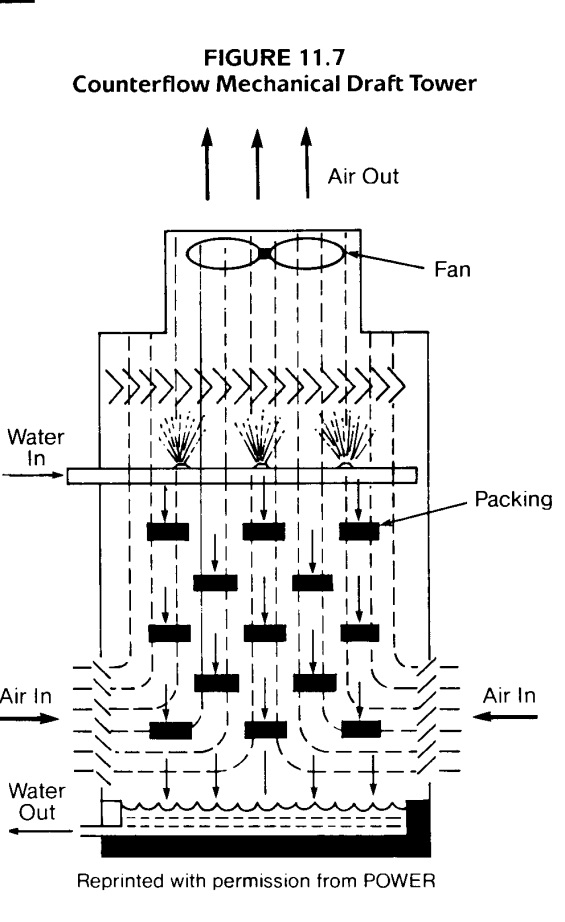 FIGURE 11.7
Counterflow Mechanical Draft Tower
Air Out
Fan
Water
In
Packing
Air In
Air In
Water
Out
Reprinted with permission from POWER